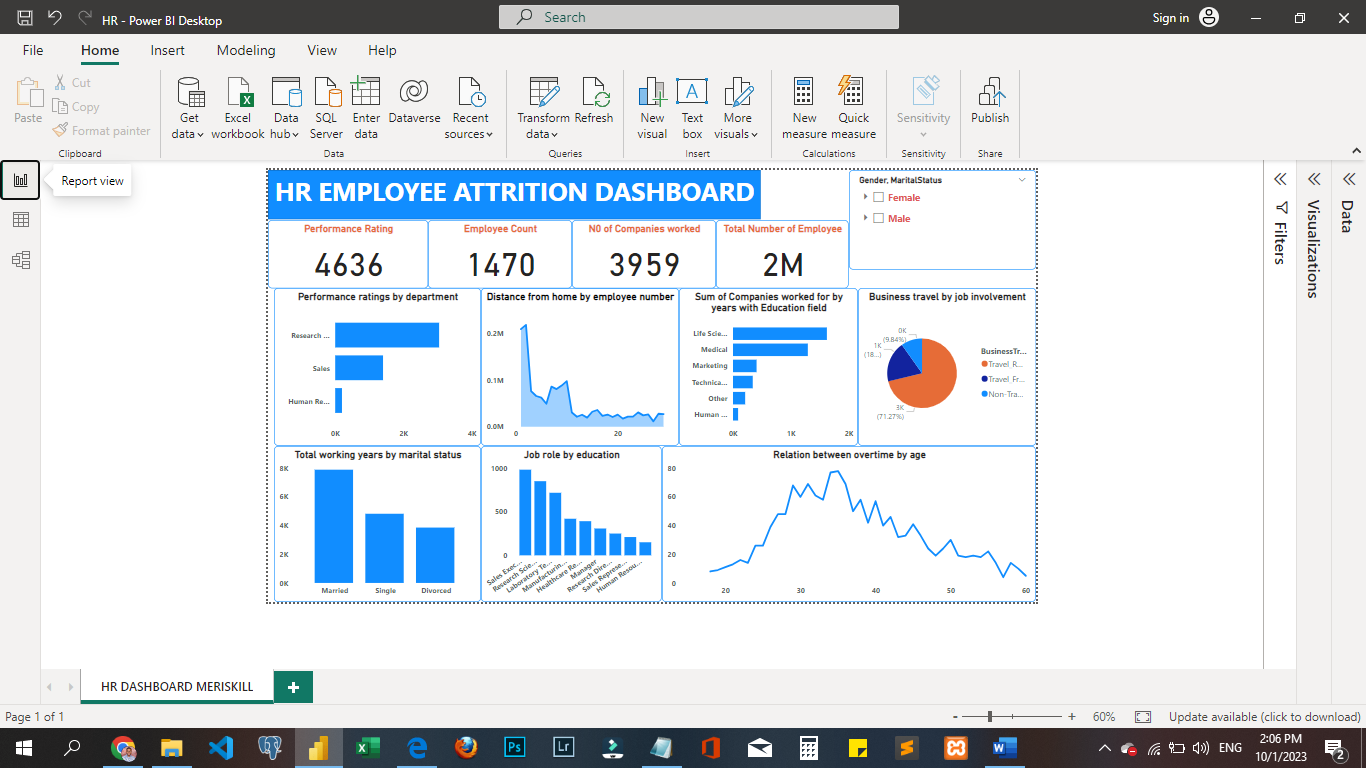 HR - Power BI Desktop
Search
Sign in
File Home Insert Modeling View Help
Paste
Cut
Copy
Format painter
Get data
Excel workbook
Data hub
SQL Server
Enter data
Dataverse
Recent sources
Transform data
Refresh
New visual
Text box
More visuals
New measure
Quick measure
Sensitivity
Publish
Clipboard Data Queries Insert Calculations Sensitivity Share
Report view
HR EMPLOYEE ATTRITION DASHBOARD
Gender, MaritalStatus
Female
Male
Performance Rating
4636
Employee Count
1470
N0 of Companies worked
3959
Total Number of Employee
2M
Performance ratings by department
Research ...
Sales
Human Re...
0K 2K 4K
Distance from home by employee number
0.2M
0.1M
0.0M
0 20
Sum of Companies worked for by
years with Education field
Life Scie...
Medical
Marketing
Technica...
Other
Human ...
0K 1K 2K
Business travel by job involvement
0K
(9.84%)
1K
(18...)
3K
(71.27%)
BusinessTr...
Travel_R...
Travel_Fr...
Non-Tra...
Total working years by marital status
8K
6K
4K
2K
0K
Married Single Divorced
Job role by education
1000
500
0
Sales Exec...
Research Scie...
Laboratory Te...
Manufacturin...
Healthcare Re...
Manager
Research Dire...
Sales Represe...
Human Resou...
Relation between overtime by age
80
60
40
20
0
20 30 40 50 60
Filters
Visualizations
Data
HR DASHBOARD MERISKILL
Page 1 of 1
- + 60%
Update available (click to download)
ENG
2:06 PM
10/1/2023
2